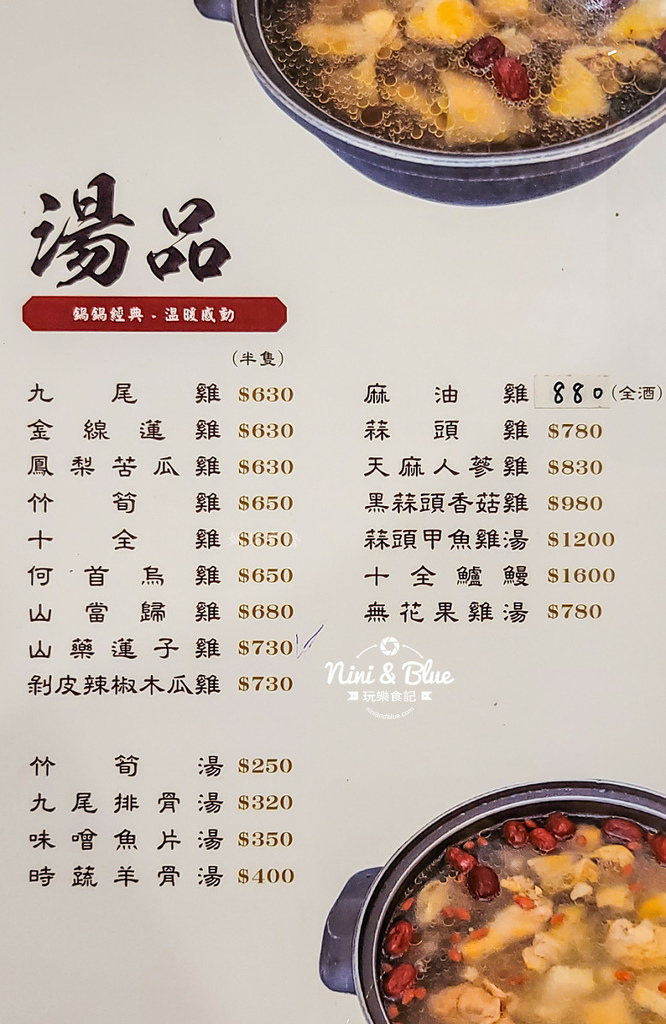 湯品
鍋鍋經典．溫暖感動
(半隻)
九尾雞 $630
金線蓮雞 $630
鳳梨苦瓜雞 $630
竹筍雞 $650
十全雞 $650
何首烏雞 $650
山當歸雞 $680
山藥蓮子雞 $730
剝皮辣椒木瓜雞 $730
竹筍湯 $250
九尾排骨湯 $320
味噌魚片湯 $350
時蔬羊骨湯 $400
麻油雞 880 (全酒)
蒜頭雞 $780
天麻人蔘雞 $830
黑蒜頭香菇雞 $980
蒜頭甲魚雞湯 $1200
十全鱸鰻 $1600
無花果雞湯 $780
Nini & Blue
玩樂食記
niniandblue.com